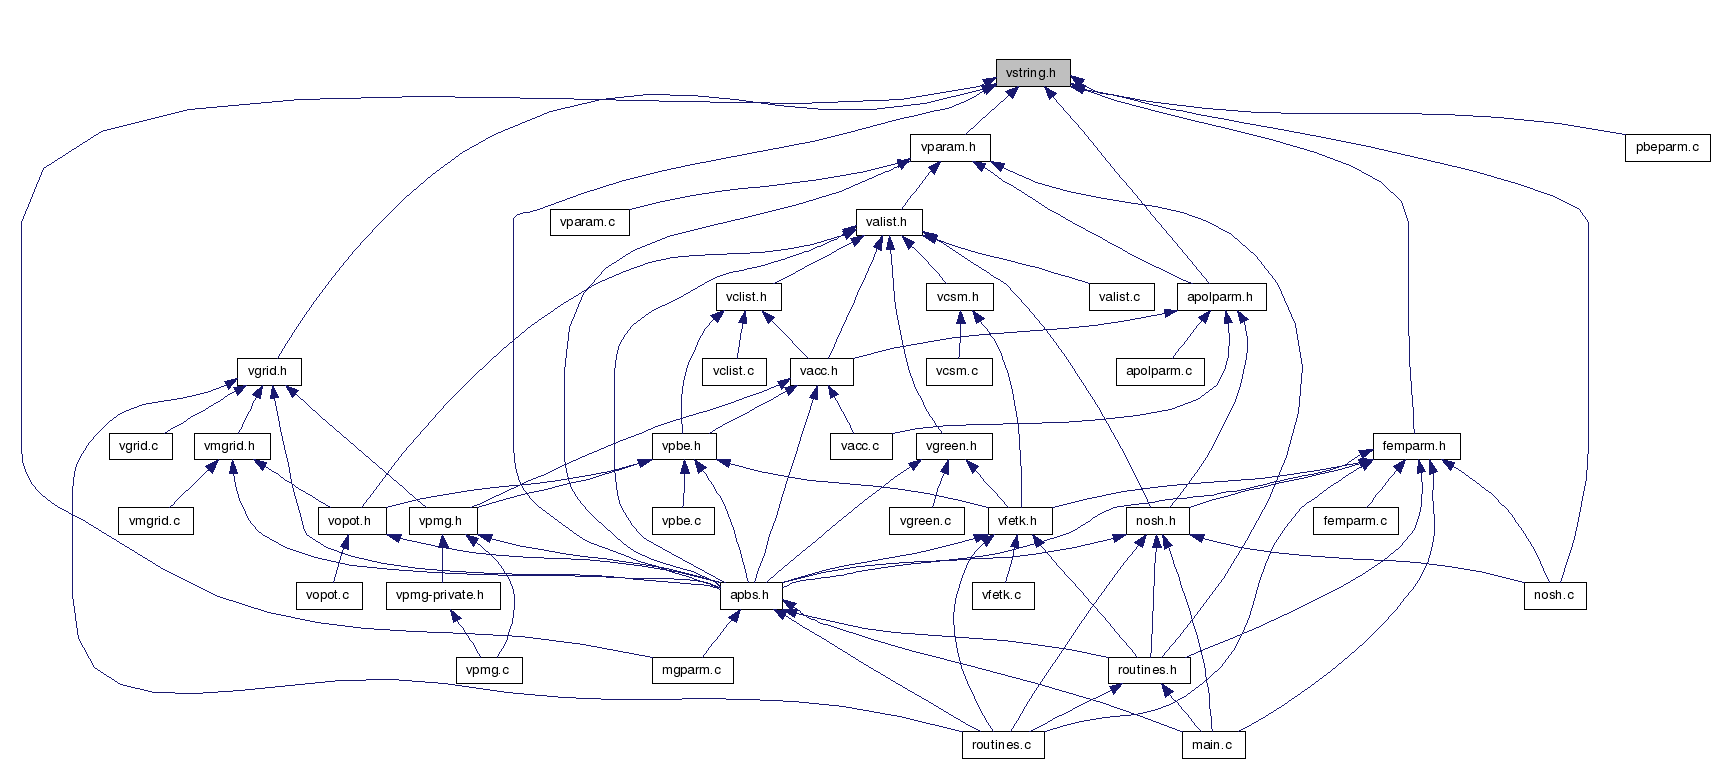 vstring.h
vparam.h
pbeparm.c
vparam.c
valist.h
vclist.h
vcsm.h
valist.c
apolparm.h
vgrid.h
vclist.c
vacc.h
vcsm.c
apolparm.c
vgrid.c
vmgrid.h
vpbe.h
vacc.c
vgreen.h
femparm.h
vmgrid.c
vopot.h
vpmg.h
vpbe.c
vgreen.c
vfetk.h
nosh.h
femparm.c
vopot.c
vpmg-private.h
apbs.h
vfetk.c
nosh.c
vpmg.c
mgparm.c
routines.h
routines.c
main.c